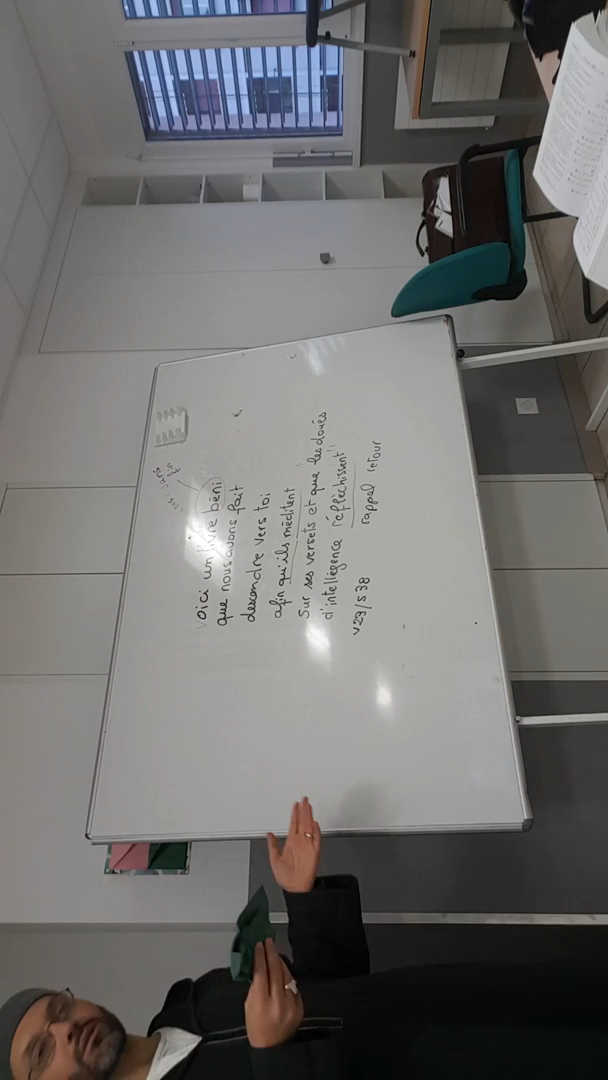 Voici un livre béni
que nous avons fait
descendre vers toi
afin qu'ils méditent
Sur ses versets et que les doués
d'intellégence réfléchissent"
rappel retour
v29/S38